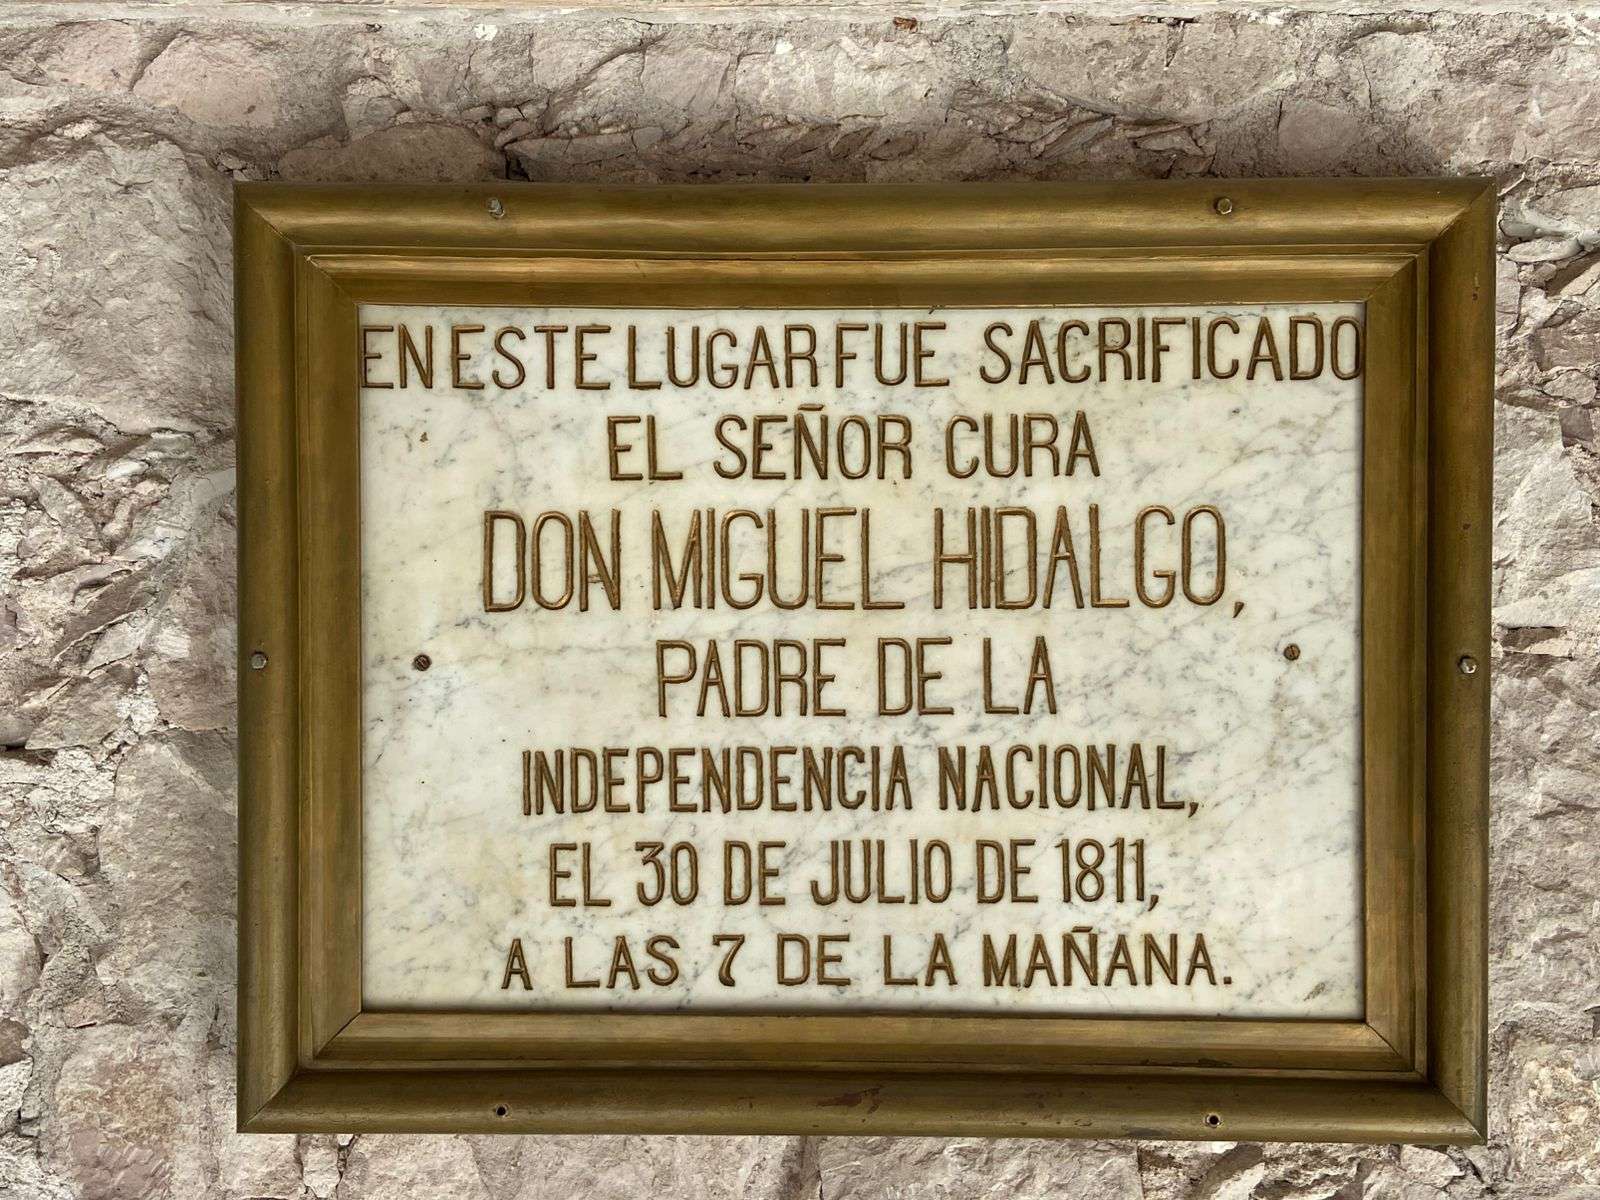 EN ESTE LUGAR FUE SACRIFICADO
EL SEÑOR CURA
DON MIGUEL HIDALGO,
PADRE DE LA
INDEPENDENCIA NACIONAL,
EL 30 DE JULIO DE 1811,
A LAS 7 DE LA MAÑANA.